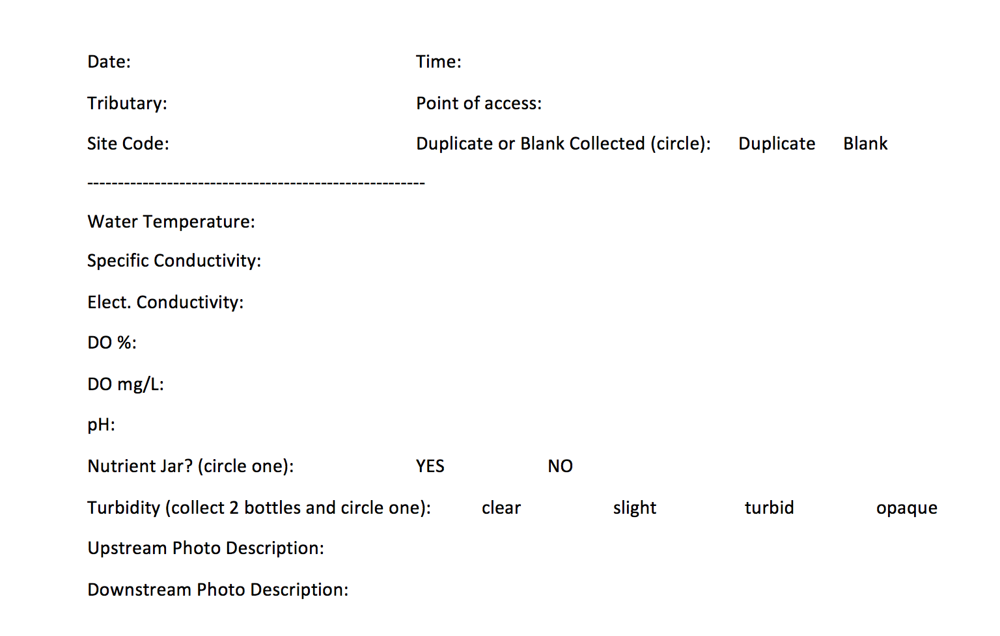 Date: Time:
Tributary: Point of access:
Site Code: Duplicate or Blank Collected (circle): Duplicate Blank
-------------------------------------------------------
Water Temperature:
Specific Conductivity:
Elect. Conductivity:
DO %:
DO mg/L:
pH:
Nutrient Jar? (circle one): YES NO
Turbidity (collect 2 bottles and circle one): clear slight turbid opaque
Upstream Photo Description:
Downstream Photo Description: